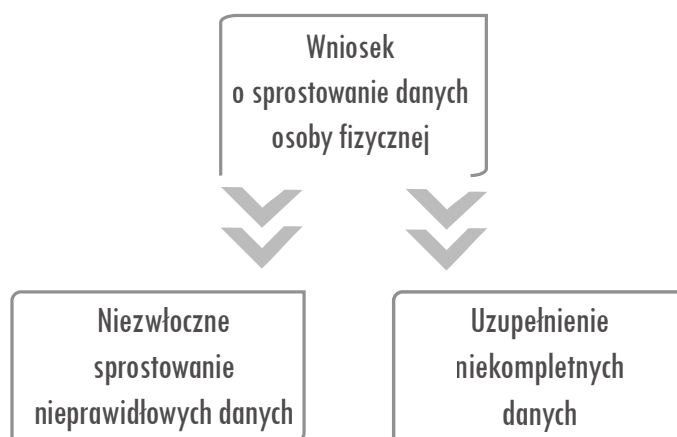 Wniosek
o sprostowanie danych
osoby fizycznej
Niezwłoczne
sprostowanie
nieprawidłowych danych
Uzupełnienie
niekompletnych
danych